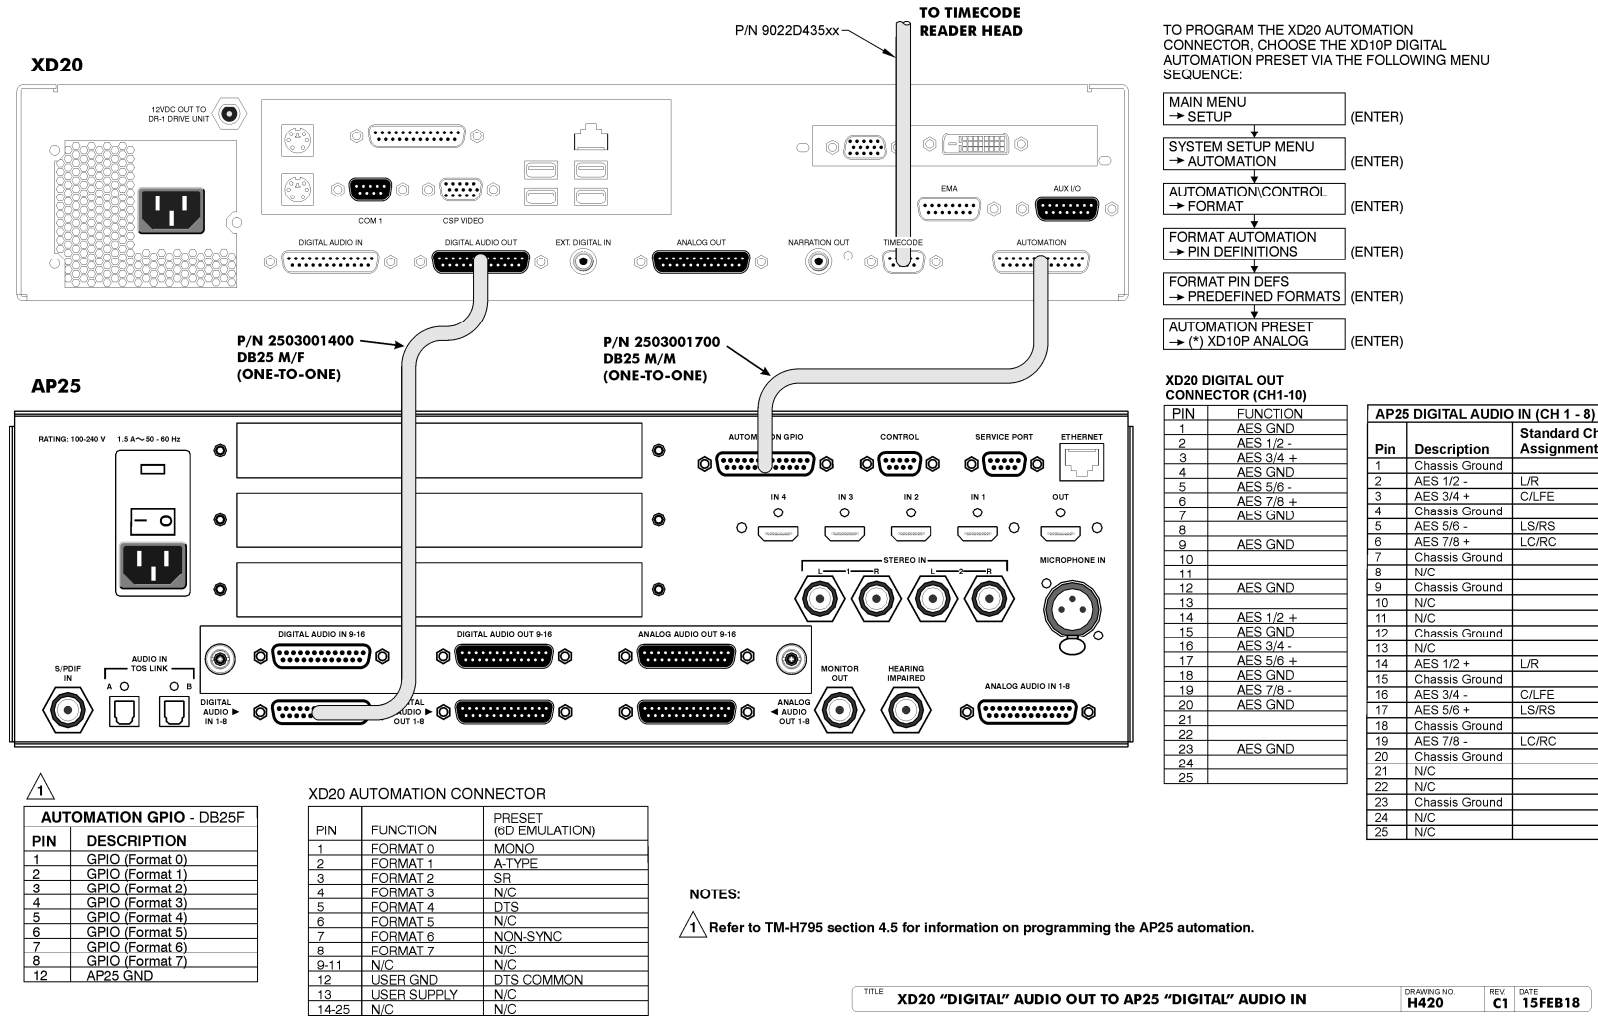 TO TIMECODE
READER HEAD
P/N 9022D435xx
XD20
12VDC OUT TO
DR-1 DRIVE UNIT
COM 1
CSP VIDEO
EMA
AUX I/O
DIGITAL AUDIO IN
DIGITAL AUDIO OUT
EXT. DIGITAL IN
ANALOG OUT
NARRATION OUT
TIMECODE
AUTOMATION
P/N 2503001400
DB25 M/F
(ONE-TO-ONE)
P/N 2503001700
DB25 M/M
(ONE-TO-ONE)
TO PROGRAM THE XD20 AUTOMATION
CONNECTOR, CHOOSE THE XD10P DIGITAL
AUTOMATION PRESET VIA THE FOLLOWING MENU
SEQUENCE:
MAIN MENU
→ SETUP (ENTER)
SYSTEM SETUP MENU
→ AUTOMATION (ENTER)
AUTOMATION\CONTROL
→ FORMAT (ENTER)
FORMAT AUTOMATION
→ PIN DEFINITIONS (ENTER)
FORMAT PIN DEFS
→ PREDEFINED FORMATS (ENTER)
AUTOMATION PRESET
→ (*) XD10P ANALOG (ENTER)
AP25
RATING: 100-240 V 1.5 A 〜 50 - 60 Hz
AUTOM ON GPIO
CONTROL
SERVICE PORT
ETHERNET
IN 4
IN 3
IN 2
IN 1
OUT
STEREO IN
L 1 R L 2 R
MICROPHONE IN
DIGITAL AUDIO IN 9-16
DIGITAL AUDIO OUT 9-16
ANALOG AUDIO OUT 9-16
S/PDIF
IN
AUDIO IN
TOS LINK
A
B
DIGITAL
AUDIO ►
IN 1-8
ITAL
UDIO ►
OUT 1-8
ANALOG
◄ AUDIO
OUT 1-8
MONITOR
OUT
HEARING
IMPAIRED
ANALOG AUDIO IN 1-8
XD20 DIGITAL OUT
CONNECTOR (CH1-10)
PIN FUNCTION
1 AES GND
2 AES 1/2 -
3 AES 3/4 +
4 AES GND
5 AES 5/6 -
6 AES 7/8 +
7 AES GND
8
9 AES GND
10
11
12 AES GND
13
14 AES 1/2 +
15 AES GND
16 AES 3/4 -
17 AES 5/6 +
18 AES GND
19 AES 7/8 -
20 AES GND
21
22
23 AES GND
24
25
AP25 DIGITAL AUDIO IN (CH 1 - 8)
Pin Description Standard Ch Assignment
1 Chassis Ground
2 AES 1/2 - L/R
3 AES 3/4 + C/LFE
4 Chassis Ground
5 AES 5/6 - LS/RS
6 AES 7/8 + LC/RC
7 Chassis Ground
8 N/C
9 Chassis Ground
10 N/C
11 N/C
12 Chassis Ground
13 N/C
14 AES 1/2 + L/R
15 Chassis Ground
16 AES 3/4 - C/LFE
17 AES 5/6 + LS/RS
18 Chassis Ground
19 AES 7/8 - LC/RC
20 Chassis Ground
21 N/C
22 N/C
23 Chassis Ground
24 N/C
25 N/C
1
AUTOMATION GPIO - DB25F
PIN DESCRIPTION
1 GPIO (Format 0)
2 GPIO (Format 1)
3 GPIO (Format 2)
4 GPIO (Format 3)
5 GPIO (Format 4)
6 GPIO (Format 5)
7 GPIO (Format 6)
8 GPIO (Format 7)
12 AP25 GND
XD20 AUTOMATION CONNECTOR
PIN FUNCTION PRESET (6D EMULATION)
1 FORMAT 0 MONO
2 FORMAT 1 A-TYPE
3 FORMAT 2 SR
4 FORMAT 3 N/C
5 FORMAT 4 DTS
6 FORMAT 5 N/C
7 FORMAT 6 NON-SYNC
8 FORMAT 7 N/C
9-11 N/C N/C
12 USER GND DTS COMMON
13 USER SUPPLY N/C
14-25 N/C N/C
NOTES:
1 Refer to TM-H795 section 4.5 for information on programming the AP25 automation.
TITLE XD20 “DIGITAL” AUDIO OUT TO AP25 “DIGITAL” AUDIO IN
DRAWING NO. H420
REV. C1
DATE 15FEB18